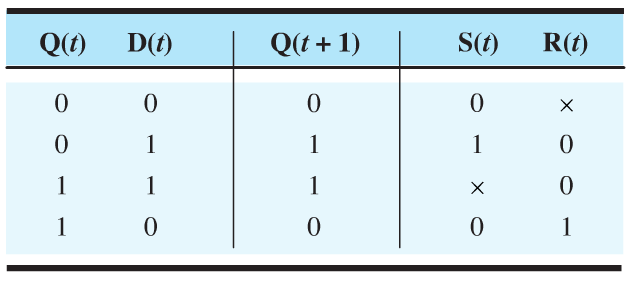 Q(t) D(t) Q(t + 1) S(t) R(t)
0 0 0 0 ×
0 1 1 1 0
1 1 1 × 0
1 0 0 0 1